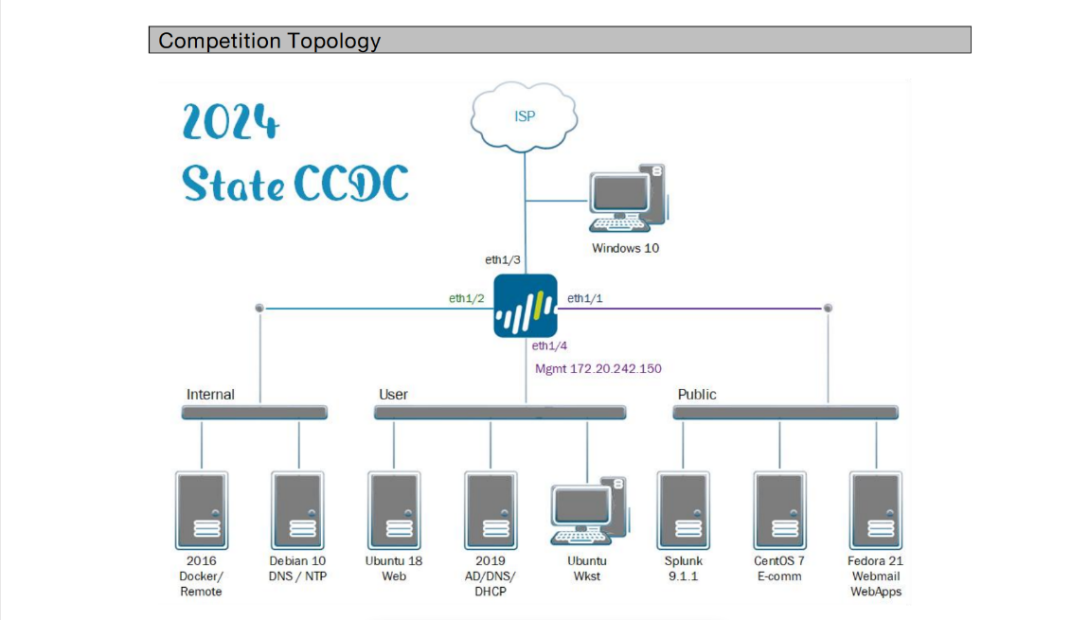 Competition Topology
2024
State CCDC
ISP
Windows 10
eth1/3
eth1/2
eth1/1
eth1/4
Mgmt 172.20.242.150
Internal
User
Public
2016
Docker/
Remote
Debian 10
DNS / NTP
Ubuntu 18
Web
2019
AD/DNS/
DHCP
Ubuntu
Wkst
Splunk
9.1.1
CentOS 7
E-comm
Fedora 21
Webmail
WebApps